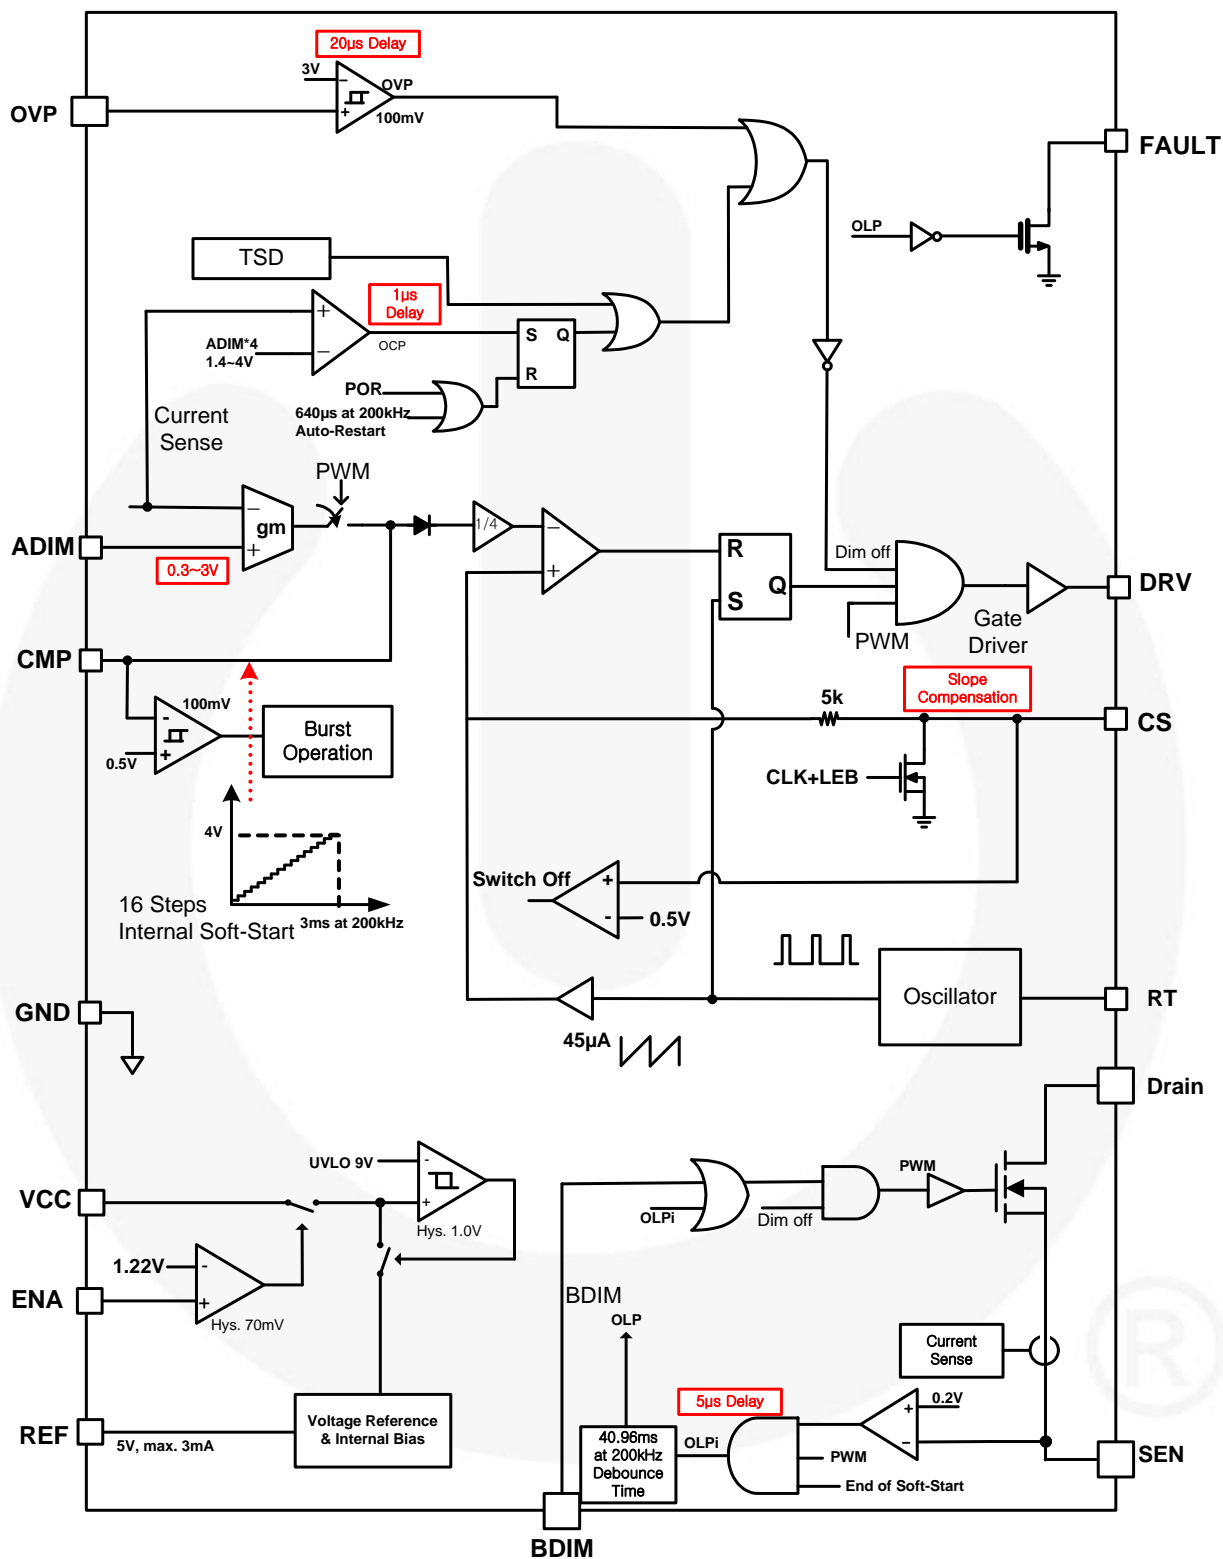 20µs Delay
3V
−
OVP
OVP
+
100mV
FAULT
OLP
TSD
1µs
Delay
+
S
Q
ADIM*4
−
OCP
1.4~4V
R
POR
640µs at 200kHz
Auto-Restart
Current
Sense
PWM
−
gm
1/4
−
ADIM
+
R
Dim off
0.3~3V
+
Q
DRV
S
PWM
Gate
Driver
CMP
Slope
Compensation
100mV
5k
-
Burst
Operation
CS
0.5V
+
CLK+LEB
4V
Switch Off
+
16 Steps
-
0.5V
Internal Soft-Start
3ms at 200kHz
GND
Oscillator
RT
45µA
Drain
UVLO 9V
-
PWM
VCC
+
OLPi
Dim off
Hys. 1.0V
1.22V
-
ENA
+
BDIM
Hys. 70mV
OLP
Current
Sense
5µs Delay
0.2V
+
Voltage Reference
& Internal Bias
REF
5V, max. 3mA
40.96ms
at 200kHz
Debounce
Time
OLPi
−
PWM
SEN
End of Soft-Start
BDIM
®